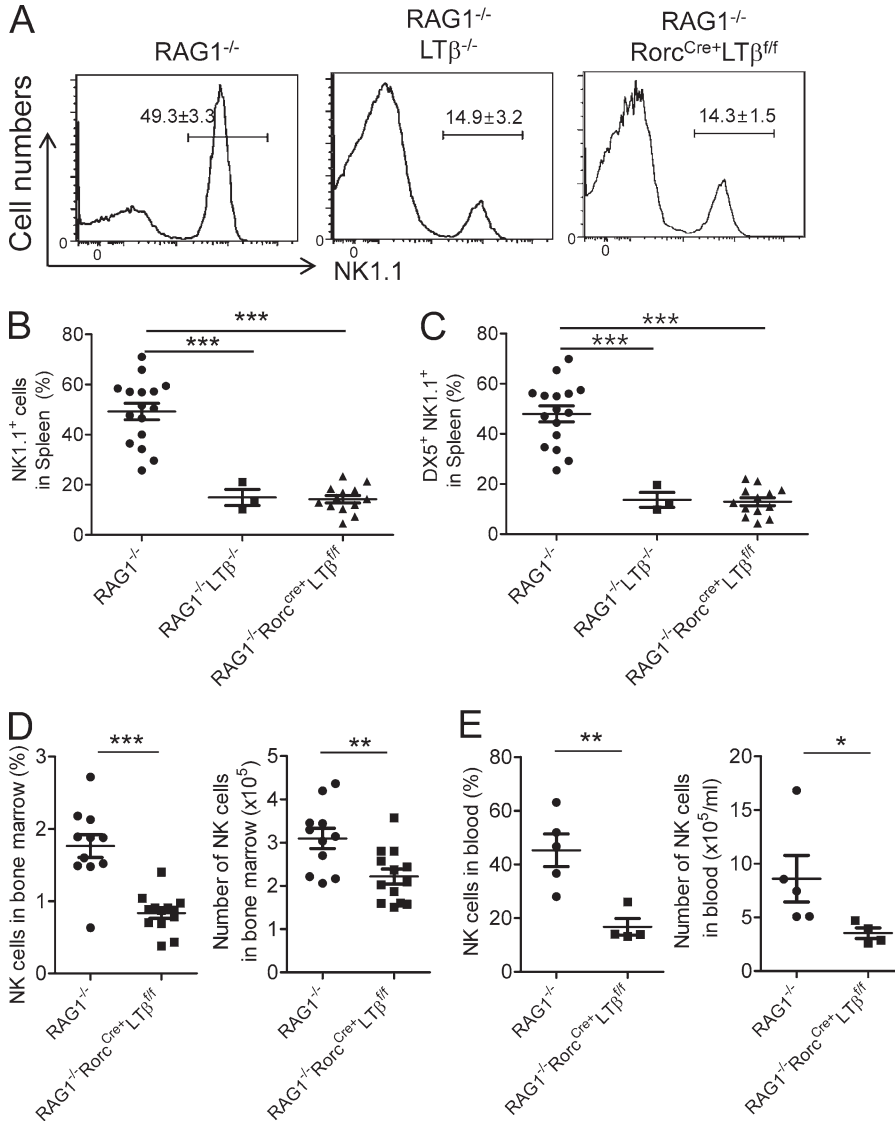 A
RAG1-/-
RAG1-/-
LTβ-/-
RAG1-/-
RorcCre+LTβf/f
Cell numbers
49.3±3.3
14.9±3.2
14.3±1.5
0
0
0
0
0
0
NK1.1
B
***
***
NK1.1+ cells
in Spleen (%)
80
60
40
20
0
RAG1-/-
RAG1-/-LTβ-/-
RAG1-/-Rorccre+LTβf/f
C
***
***
DX5+ NK1.1+
in Spleen (%)
80
60
40
20
0
RAG1-/-
RAG1-/-LTβ-/-
RAG1-/-Rorccre+LTβf/f
D
***
NK cells in bone marrow (%)
3
2
1
0
RAG1-/-
RAG1-/-RorcCre+LTβf/f
**
Number of NK cells
in bone marrow (x105)
5
4
3
2
1
0
RAG1-/-
RAG1-/-RorcCre+LTβf/f
E
**
NK cells in blood (%)
80
60
40
20
0
RAG1-/-
RAG1-/-RorcCre+LTβf/f
*
Number of NK cells
in blood (x105/ml)
20
15
10
5
0
RAG1-/-
RAG1-/-RorcCre+LTβf/f